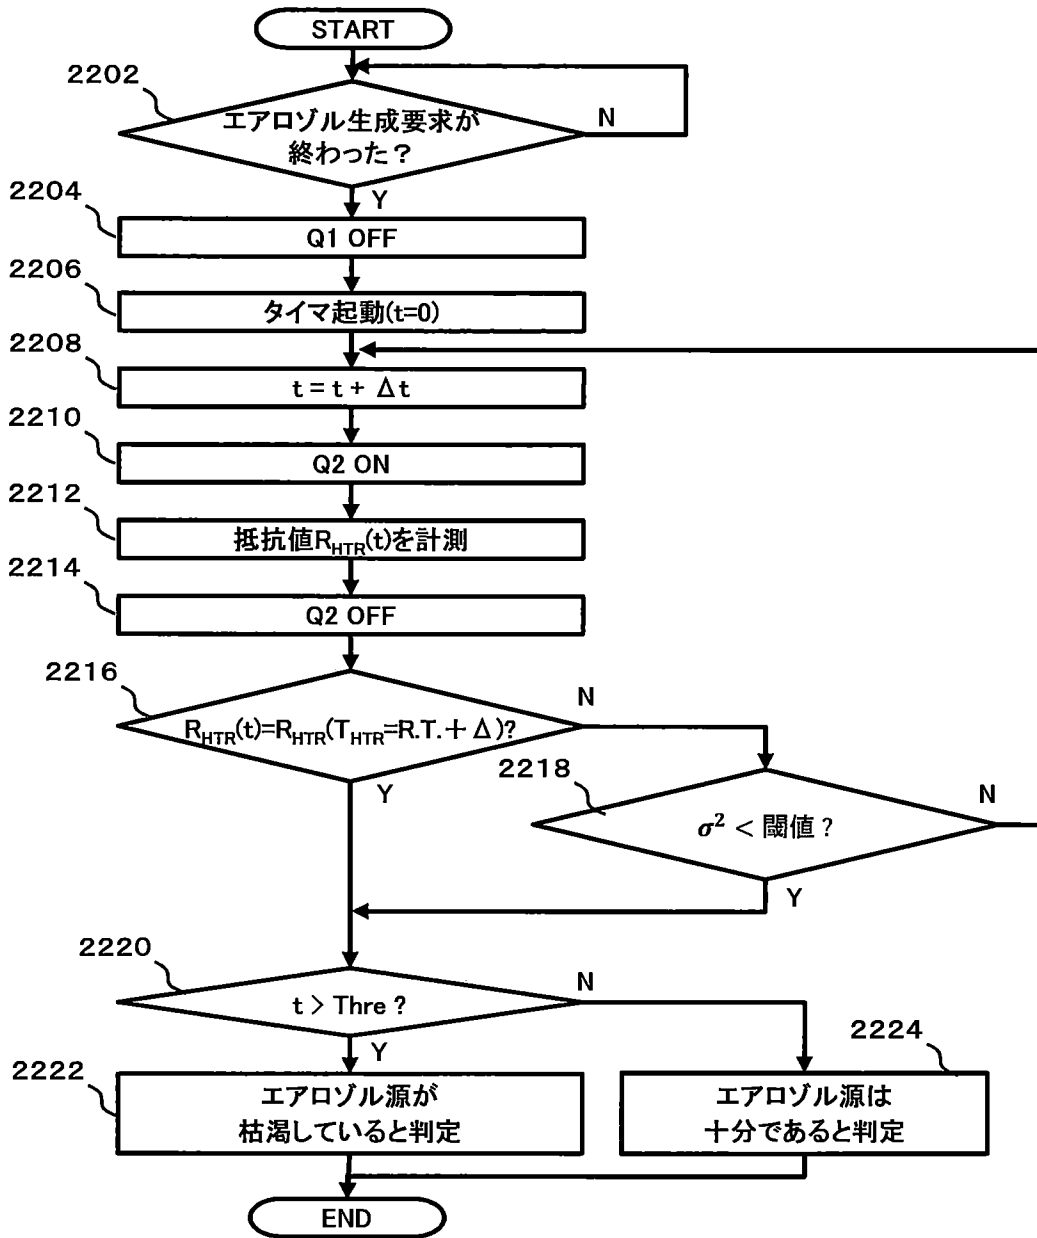 START
2202
エアロゾル生成要求が
終わった？
N
Y
2204
Q1 OFF
2206
タイマ起動(t=0)
2208
t = t + Δt
2210
Q2 ON
2212
抵抗値R_HTR(t)を計測
2214
Q2 OFF
2216
R_HTR(t)=R_HTR(T_HTR=R.T.+Δ)?
N
Y
2218
σ² < 閾値？
N
Y
2220
t > Thre ?
N
Y
2222
エアロゾル源が
枯渇していると判定
2224
エアロゾル源は
十分であると判定
END